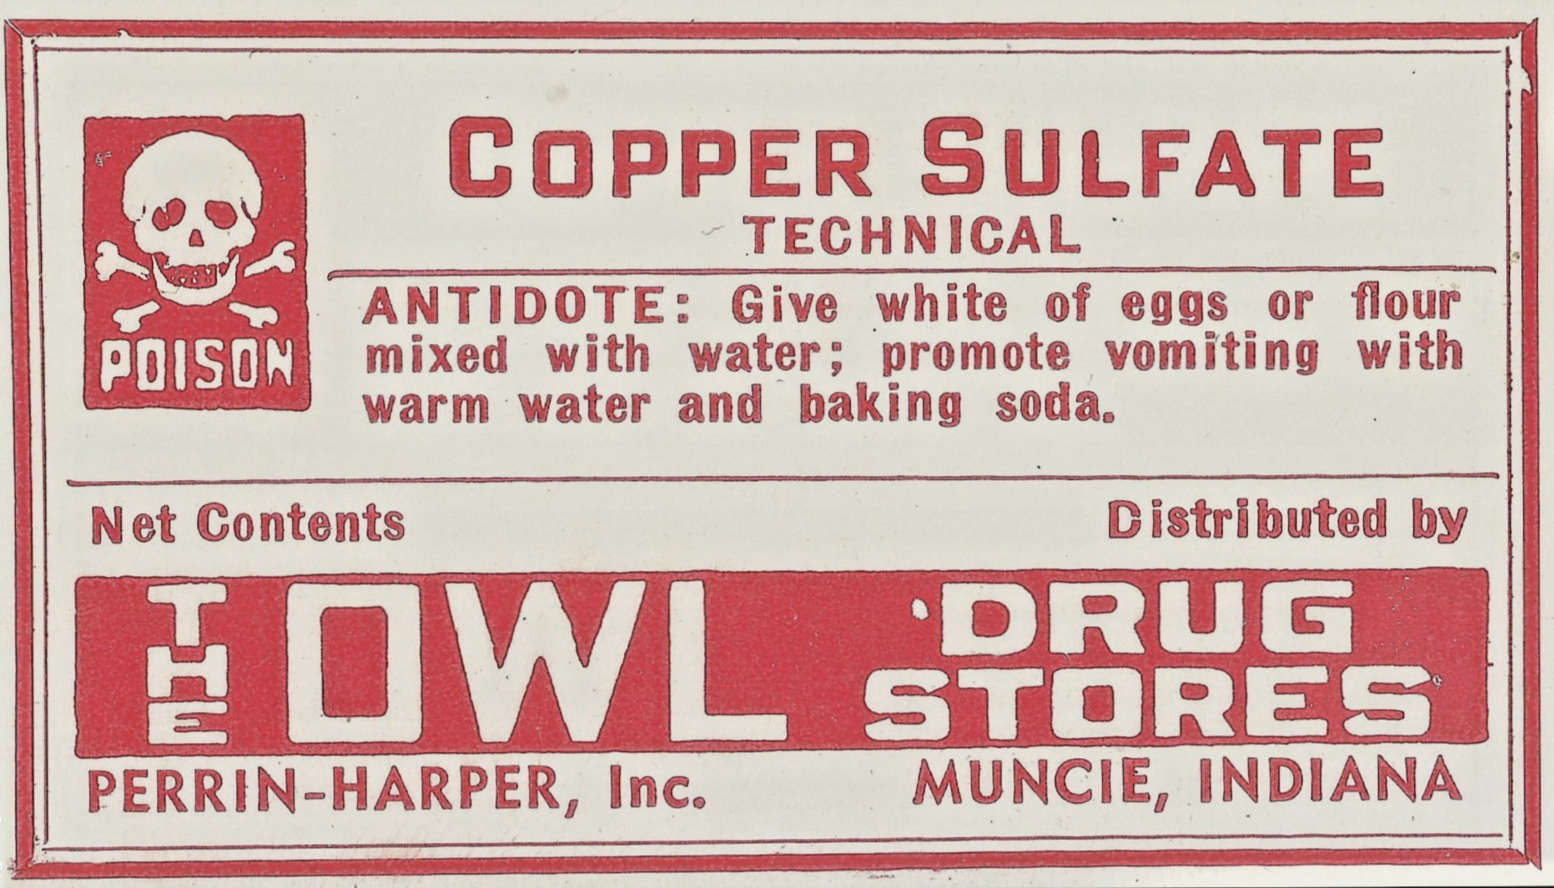 COPPER SULFATE
TECHNICAL
POISON
ANTIDOTE: Give white of eggs or flour
mixed with water; promote vomiting with
warm water and baking soda.
Net Contents
Distributed by
THE OWL DRUG STORES
PERRIN-HARPER, Inc.
MUNCIE, INDIANA